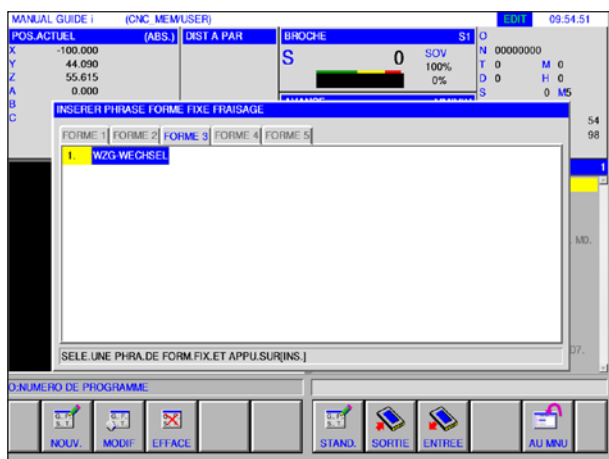 MANUAL GUIDE i (CNC_MEM/USER) EDIT 09:54:51
POS.ACTUEL (ABS.) DIST A PAR BROCHE S1 O
X -100.000 S 0 SOV N 00000000
Y 44.090 100% T 0 M 0
Z 55.615 0% D 0 H 0
A 0.000 S 0 M5
B
INSERER PHRASE FORME FIXE FRAISAGE
C
54
FORME 1 FORME 2 FORME 3 FORME 4 FORME 5
98
1. WZG-WECHSEL
1
M0.
07.
SELE.UNE PHRA.DE FORM.FIX.ET APPU.SUR[INS.]
O:NUMERO DE PROGRAMME
NOUV. MODIF EFFACE STAND. SORTIE ENTREE AU MNU